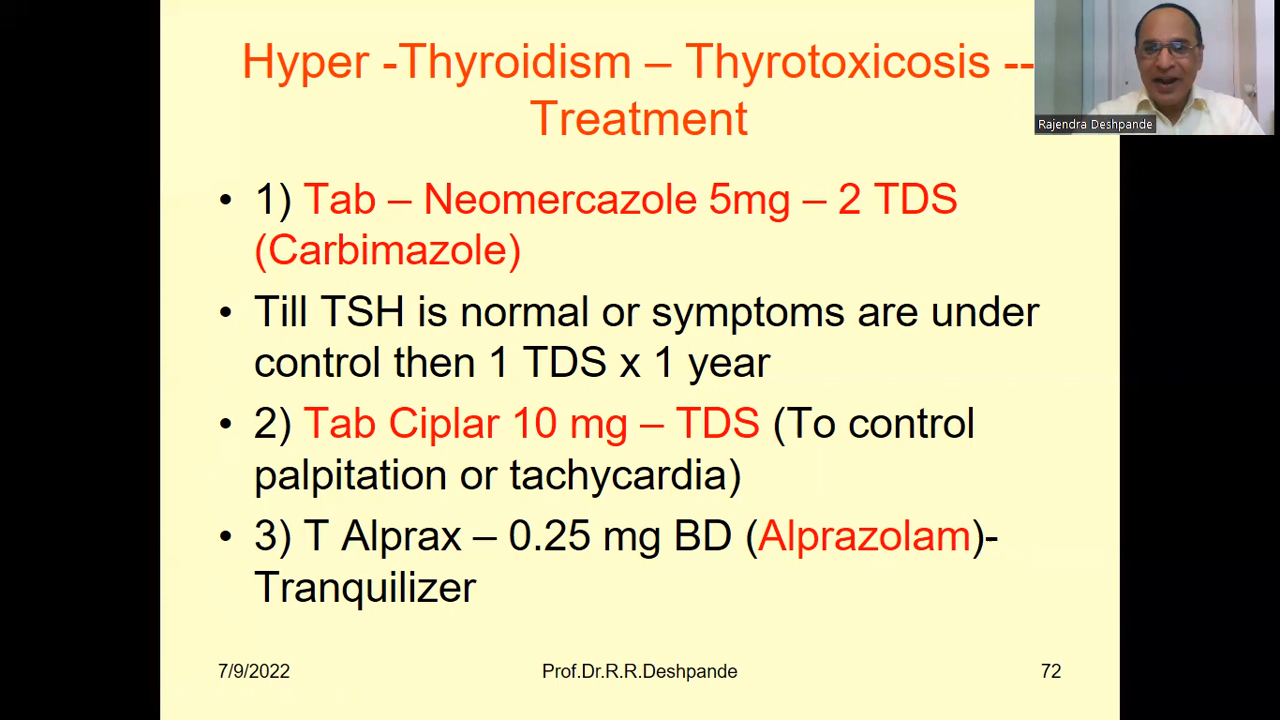 Hyper -Thyroidism – Thyrotoxicosis --
Treatment
Rajendra Deshpande
• 1) Tab – Neomercazole 5mg – 2 TDS
(Carbimazole)
• Till TSH is normal or symptoms are under
control then 1 TDS x 1 year
• 2) Tab Ciplar 10 mg – TDS (To control
palpitation or tachycardia)
• 3) T Alprax – 0.25 mg BD (Alprazolam)-
Tranquilizer
7/9/2022 Prof.Dr.R.R.Deshpande 72